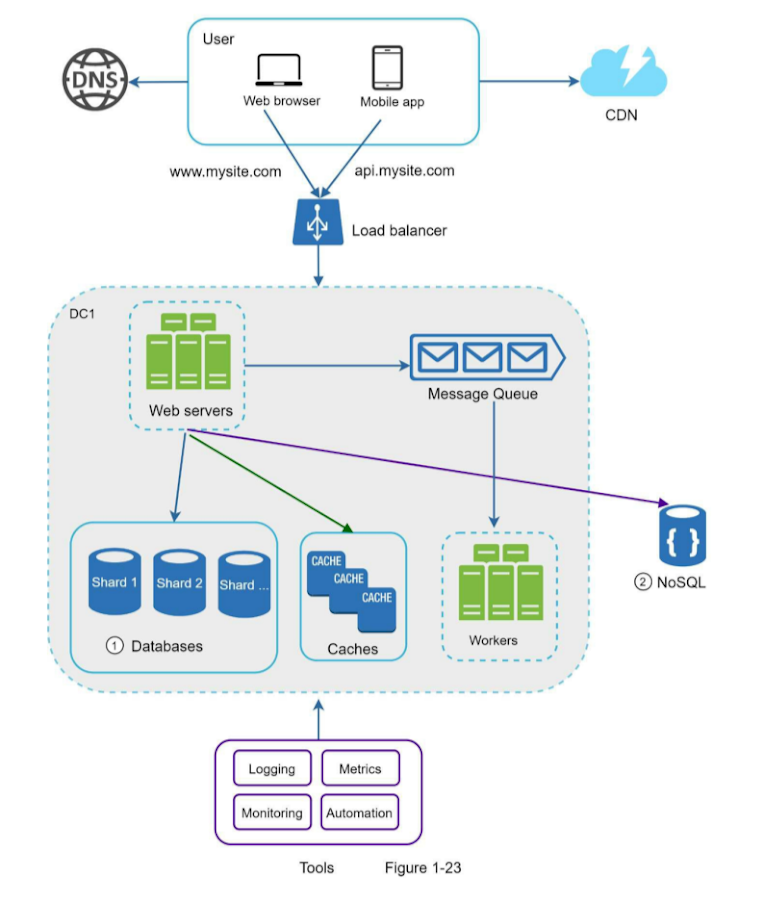 User
DNS
Web browser
Mobile app
CDN
www.mysite.com
api.mysite.com
Load balancer
DC1
Web servers
Message Queue
Shard 1
Shard 2
Shard ...
① Databases
CACHE
CACHE
CACHE
Caches
Workers
{ }
② NoSQL
Logging
Metrics
Monitoring
Automation
Tools
Figure 1-23